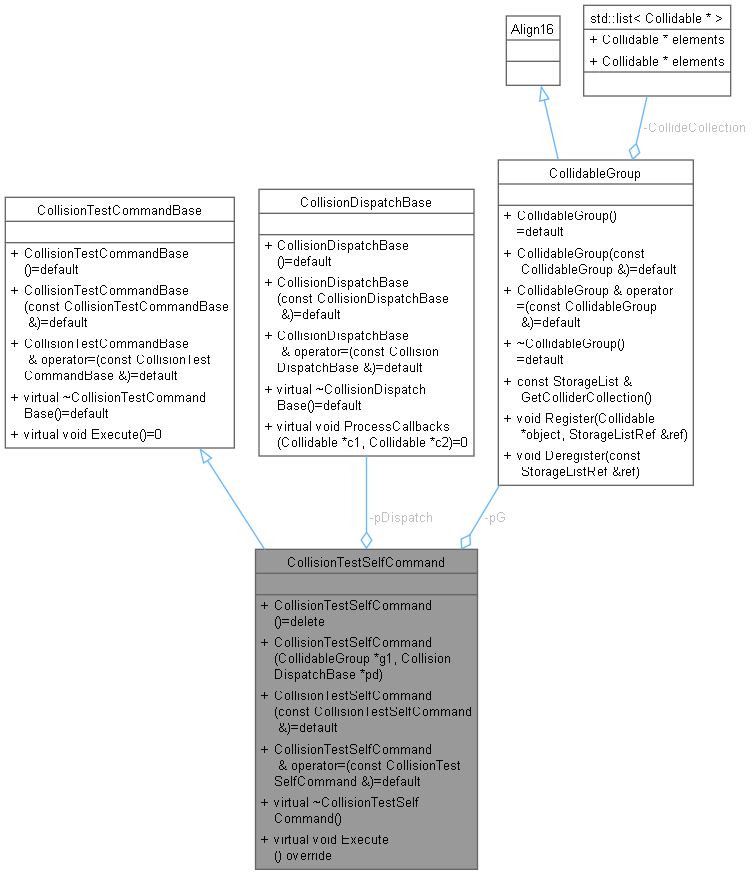 Align16
std::list< Collidable * >
+ Collidable * elements
+ Collidable * elements
-CollideCollection
CollidableGroup
+ CollidableGroup()
=default
+ CollidableGroup(const
CollidableGroup &)=default
+ CollidableGroup & operator
=(const CollidableGroup
&)=default
+ ~CollidableGroup()
=default
+ const StorageList &
GetColliderCollection()
+ void Register(Collidable
*object, StorageListRef &ref)
+ void Deregister(const
StorageListRef &ref)
CollisionTestCommandBase
+ CollisionTestCommandBase
()=default
+ CollisionTestCommandBase
(const CollisionTestCommandBase
&)=default
+ CollisionTestCommandBase
& operator=(const CollisionTest
CommandBase &)=default
+ virtual ~CollisionTestCommand
Base()=default
+ virtual void Execute()=0
CollisionDispatchBase
+ CollisionDispatchBase
()=default
+ CollisionDispatchBase
(const CollisionDispatchBase
&)=default
+ CollisionDispatchBase
& operator=(const Collision
DispatchBase &)=default
+ virtual ~CollisionDispatch
Base()=default
+ virtual void ProcessCallbacks
(Collidable *c1, Collidable *c2)=0
-pDispatch
-pG
CollisionTestSelfCommand
+ CollisionTestSelfCommand
()=delete
+ CollisionTestSelfCommand
(CollidableGroup *g1, Collision
DispatchBase *pd)
+ CollisionTestSelfCommand
(const CollisionTestSelfCommand
&)=default
+ CollisionTestSelfCommand
& operator=(const CollisionTest
SelfCommand &)=default
+ virtual ~CollisionTestSelf
Command()
+ virtual void Execute
() override